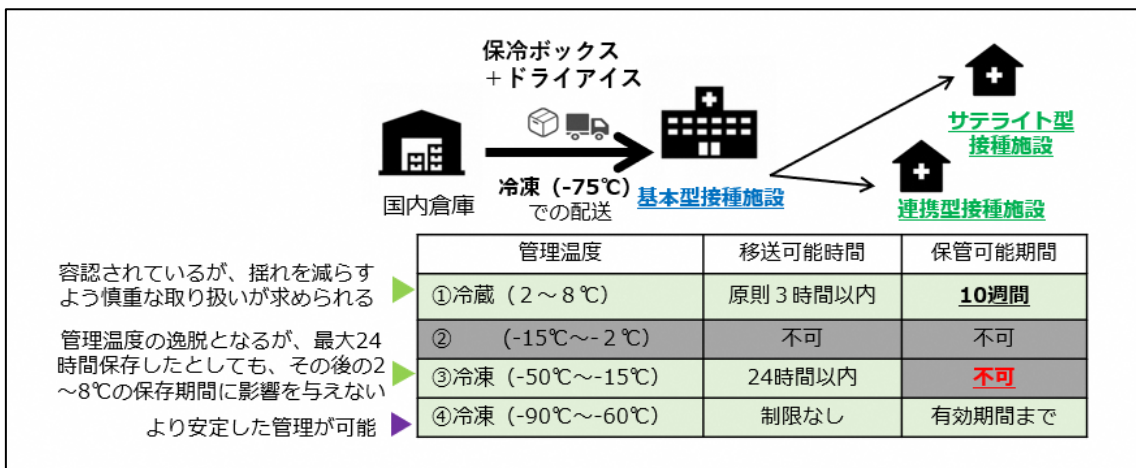 保冷ボックス
＋ドライアイス
サテライト型
接種施設
国内倉庫
冷凍（-75℃）
での配送
基本型接種施設
連携型接種施設
管理温度 移送可能時間 保管可能期間
容認されているが、揺れを減らす
よう慎重な取り扱いが求められる
①冷蔵（2～8℃） 原則３時間以内 10週間
管理温度の逸脱となるが、最大24
時間保存したとしても、その後の2
～8℃の保存期間に影響を与えない
② (-15℃～-2℃) 不可 不可
③冷凍（-50℃～-15℃） 24時間以内 不可
より安定した管理が可能
④冷凍（-90℃～-60℃） 制限なし 有効期間まで